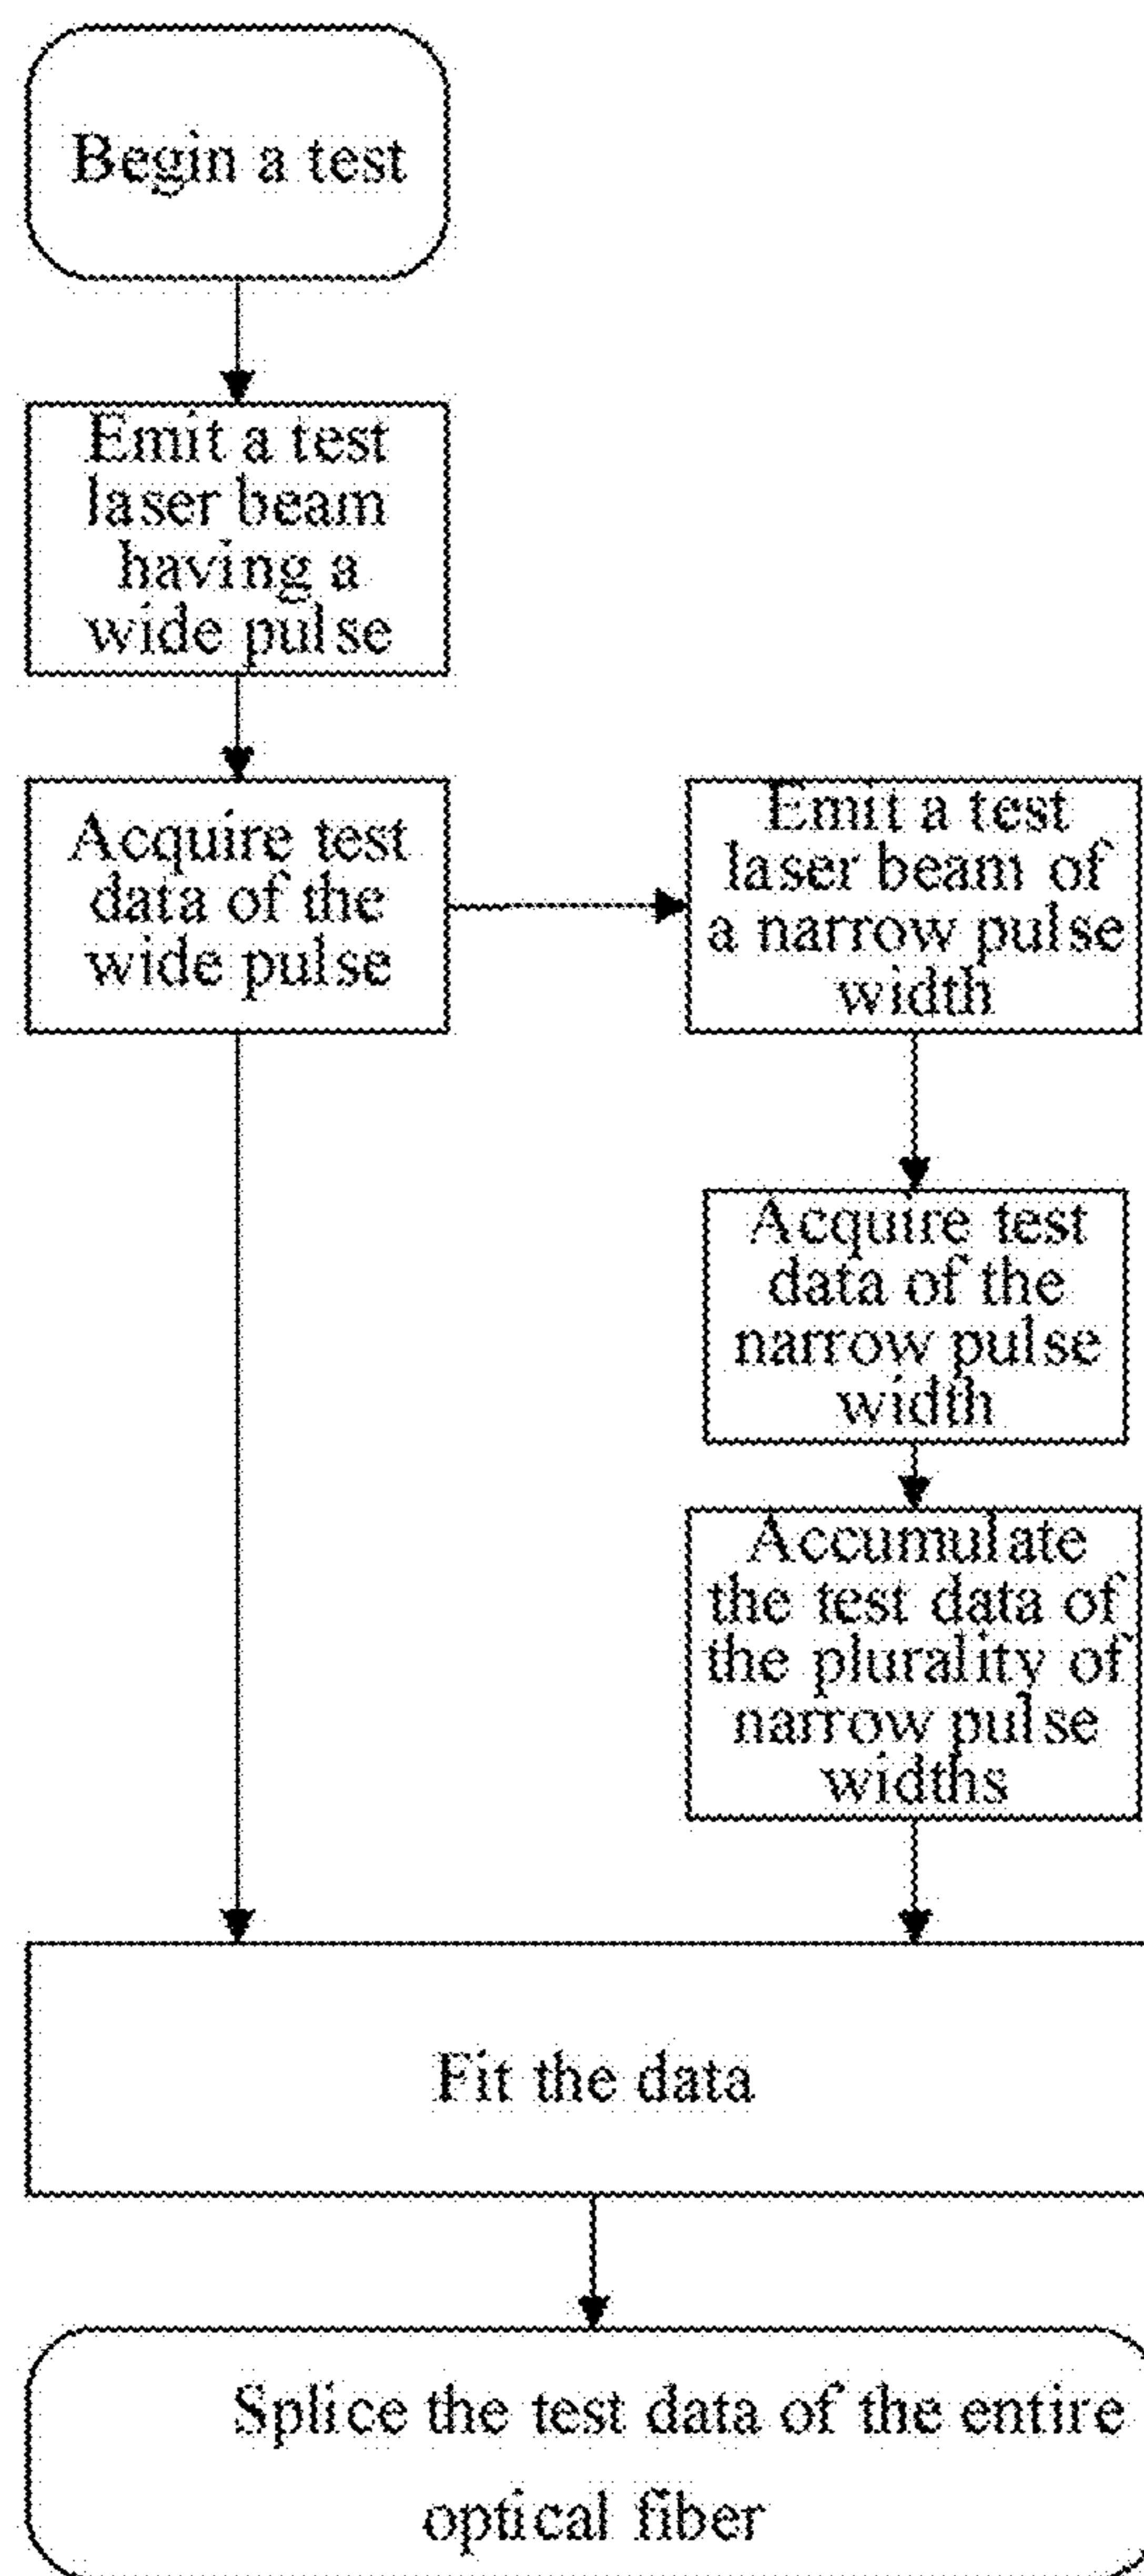 Begin a test
Emit a test
laser beam
having a
wide pulse
Acquire test
data of the
wide pulse
Emit a test
laser beam of
a narrow pulse
width
Acquire test
data of the
narrow pulse
width
Accumulate
the test data of
the plurality of
narrow pulse
widths
Fit the data
Splice the test data of the entire
optical fiber